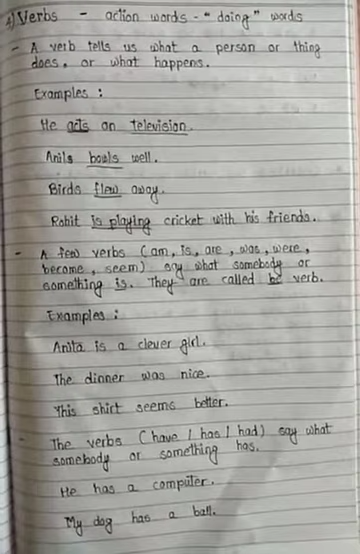 4) Verbs - action words - "doing" words
- A verb tells us what a person or thing
does, or what happens.
Examples :
He acts on television.
Anils bowls well.
Birds flew away.
Rohit is playing cricket with his friends.
- A few verbs (am, is, are, was, were,
become, seem) say what somebody or
something is. They are called be verb.
Examples :
Anita is a clever girl.
The dinner was nice.
This shirt seems better.
- The verbs (have / has / had) say what
somebody or something has.
He has a computer.
My dog has a ball.